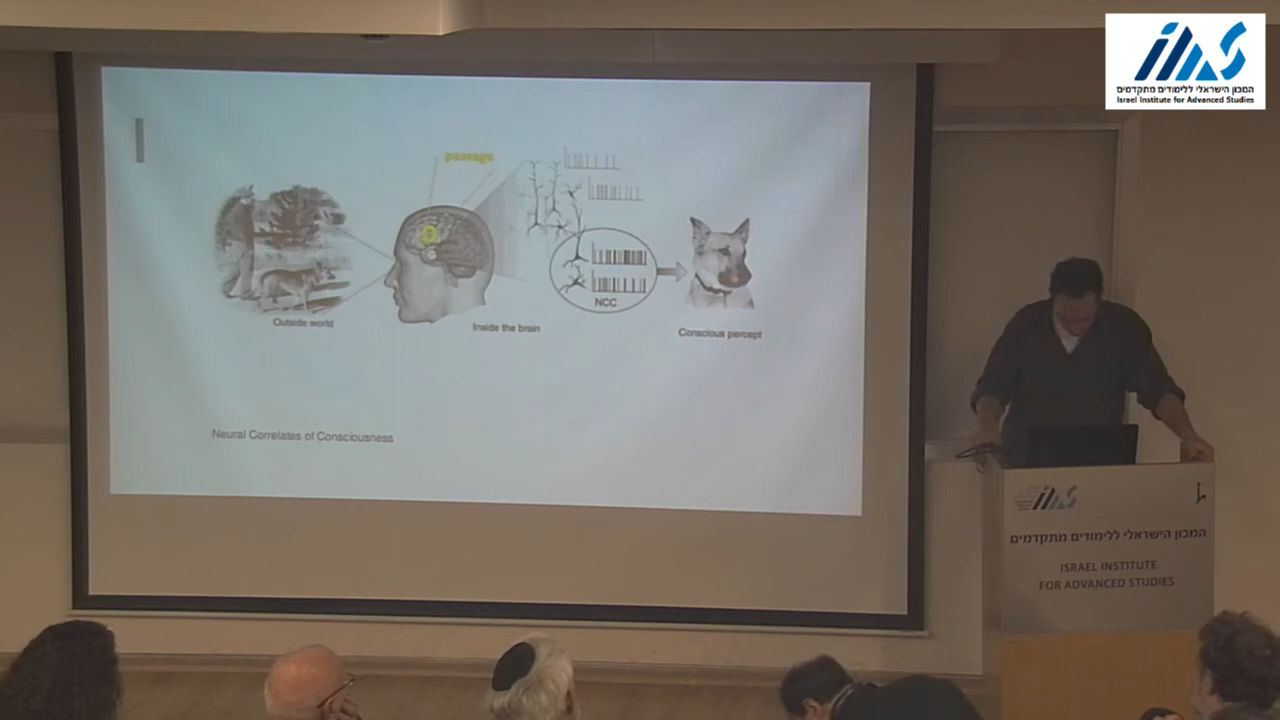 המכון הישראלי ללימודים מתקדמים
Israel Institute for Advanced Studies
passage
NCC
Outside world
Inside the brain
Conscious percept
Neural Correlates of Consciousness
המכון הישראלי ללימודים מתקדמים
ISRAEL INSTITUTE
FOR ADVANCED STUDIES